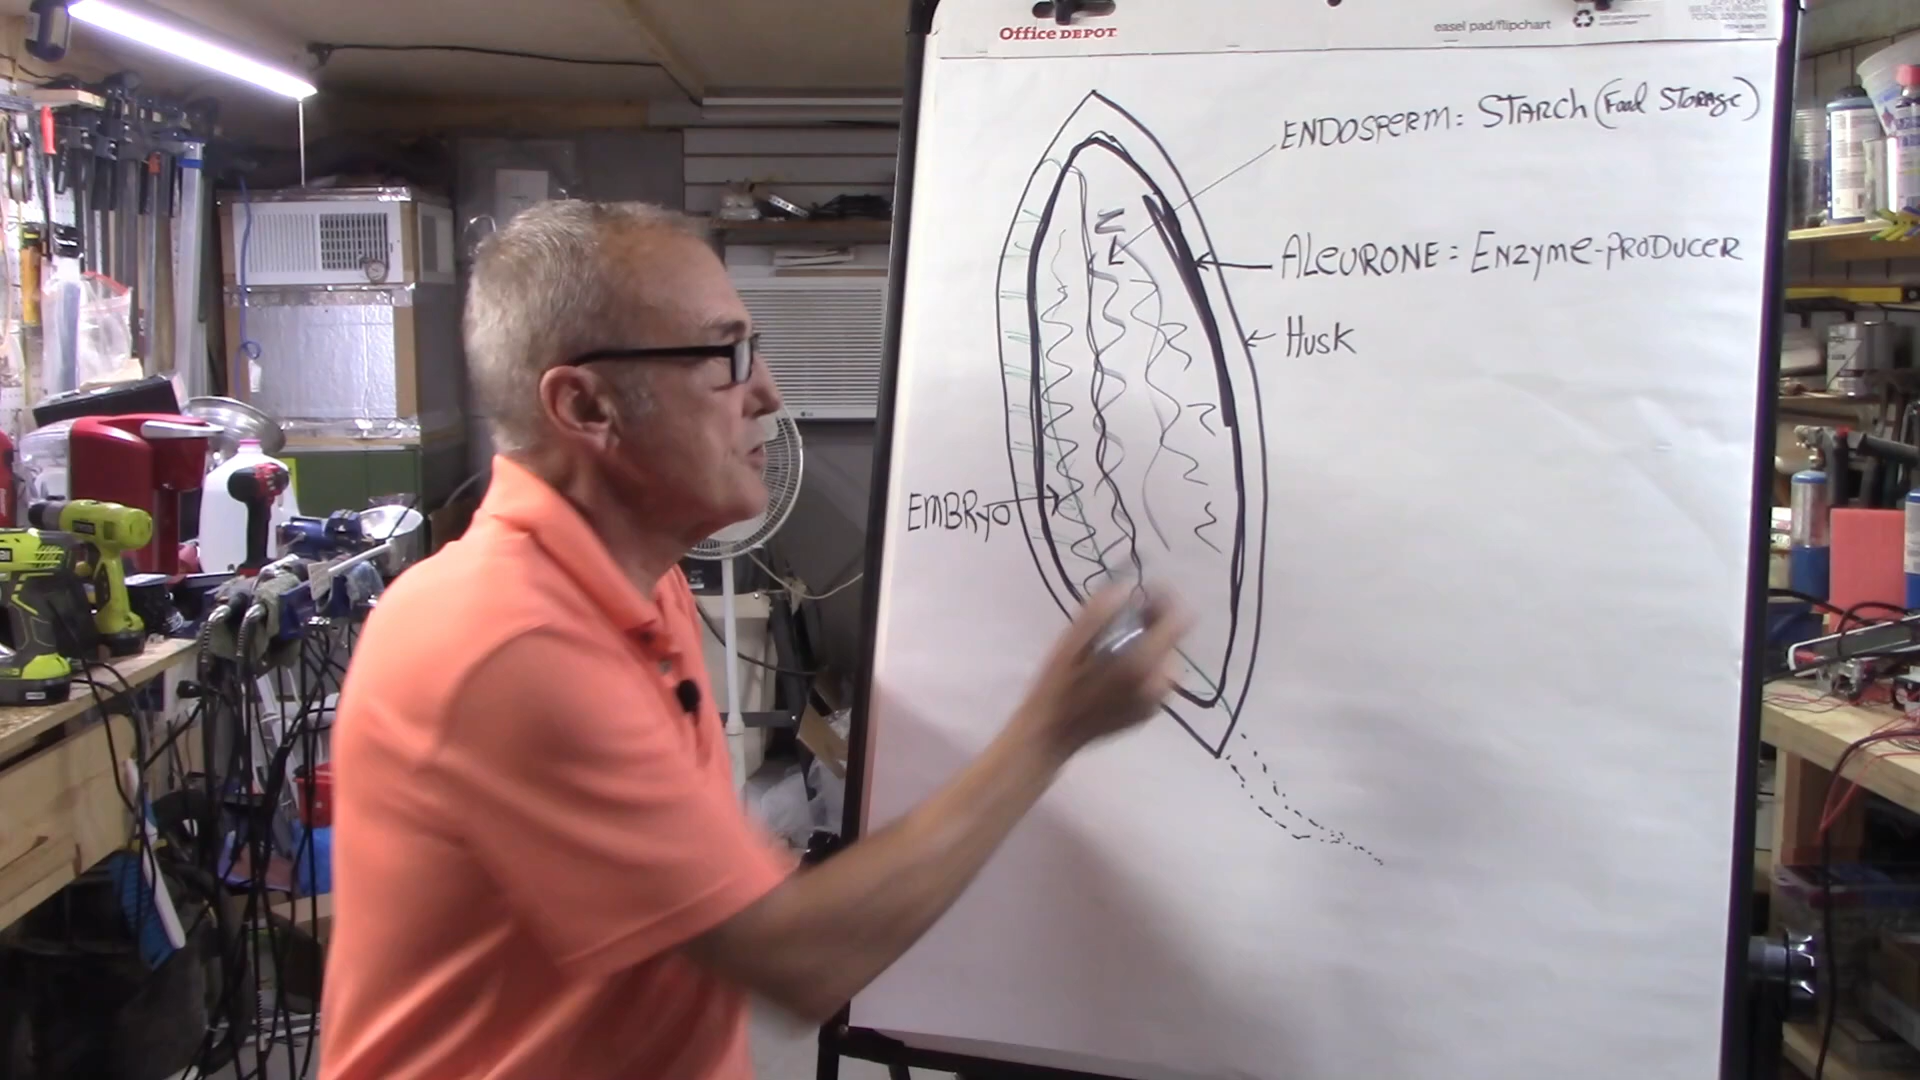 Office DEPOT
easel pad/flipchart
ENDOSPERM: STARCH (Food Storage)
ALEURONE = Enzyme-PRODUCER
Husk
EMBRyo